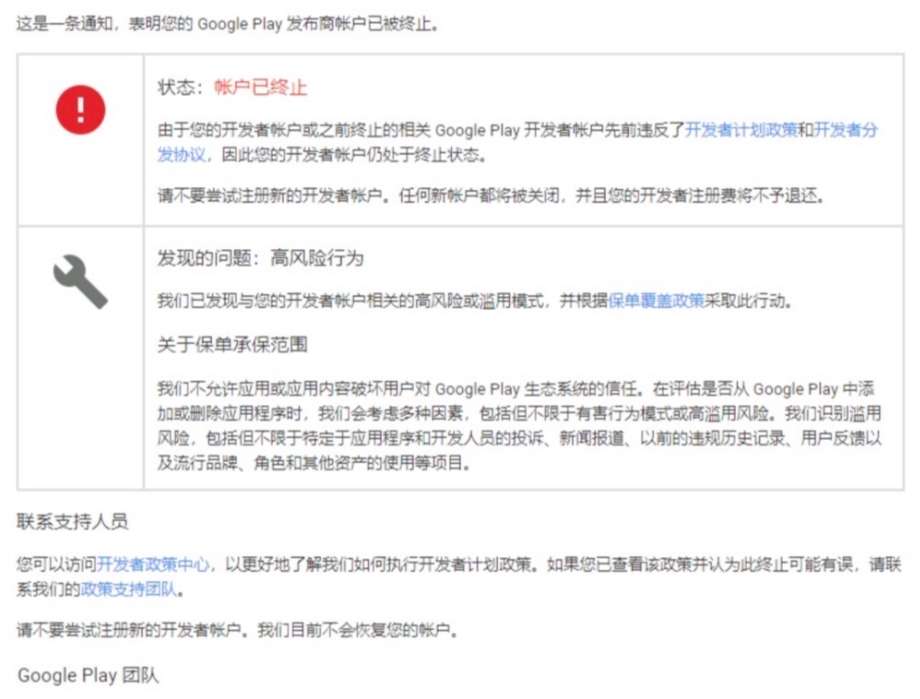 这是一条通知，表明您的 Google Play 发布商帐户已被终止。
状态：帐户已终止
由于您的开发者帐户或之前终止的相关 Google Play 开发者帐户先前违反了开发者计划政策和开发者分
发协议，因此您的开发者帐户仍处于终止状态。
请不要尝试注册新的开发者帐户。任何新帐户都将被关闭，并且您的开发者注册费将不予退还。
发现的问题：高风险行为
我们已发现与您的开发者帐户相关的高风险或滥用模式，并根据保单覆盖政策采取此行动。
关于保单承保范围
我们不允许应用或应用内容破坏用户对 Google Play 生态系统的信任。在评估是否从 Google Play 中添
加或删除应用程序时，我们会考虑多种因素，包括但不限于有害行为模式或高滥用风险。我们识别滥用
风险，包括但不限于特定于应用程序和开发人员的投诉、新闻报道、以前的违规历史记录、用户反馈以
及流行品牌、角色和其他资产的使用等项目。
联系支持人员
您可以访问开发者政策中心，以更好地了解我们如何执行开发者计划政策。如果您已查看该政策并认为此终止可能有误，请联
系我们的政策支持团队。
请不要尝试注册新的开发者帐户。我们目前不会恢复您的帐户。
Google Play 团队